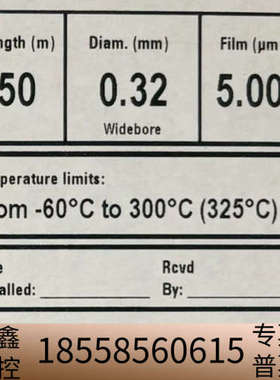 ngth (m) Diam. (mm) Film (µm
50 0.32 5.00
Widebore
perature limits:
om -60°C to 300°C (325°C)
e Rcvd
alled: By:
鑫 18558560615 专
控 普